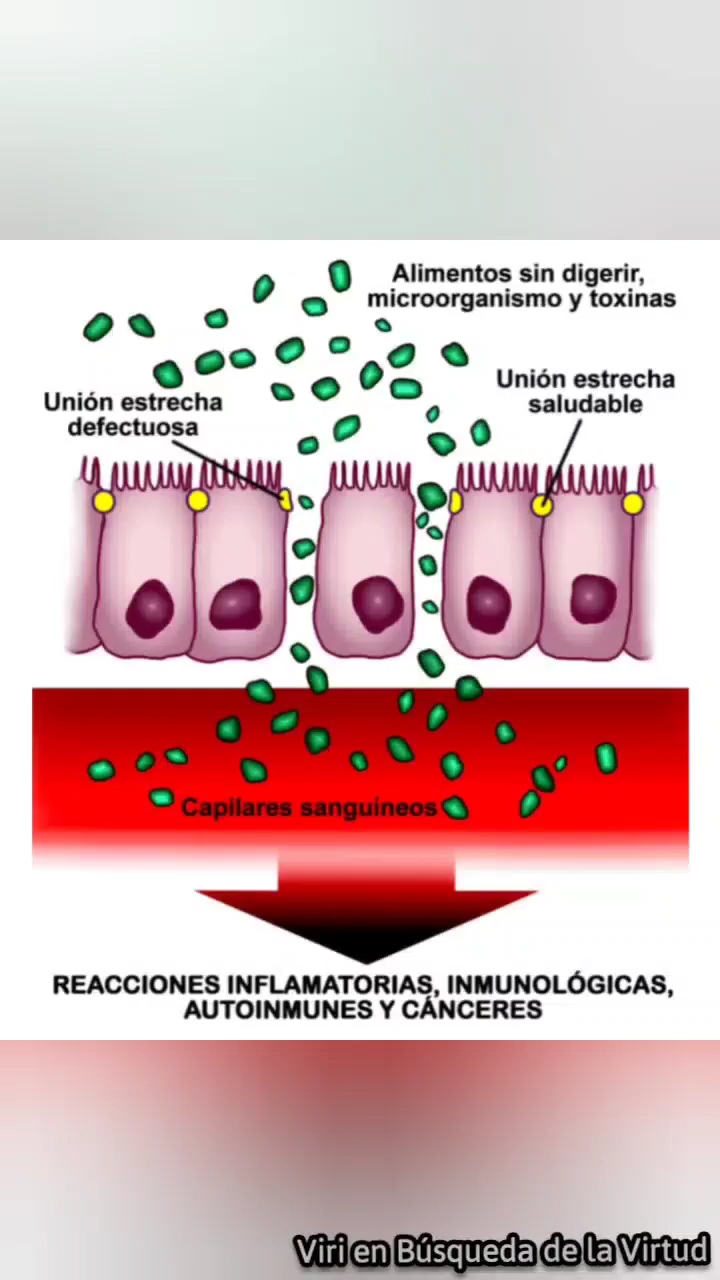 Alimentos sin digerir,
microorganismo y toxinas
Unión estrecha
saludable
Unión estrecha
defectuosa
Capilares sanguíneos
REACCIONES INFLAMATORIAS, INMUNOLÓGICAS,
AUTOINMUNES Y CÁNCERES
Viri en Búsqueda de la Virtud